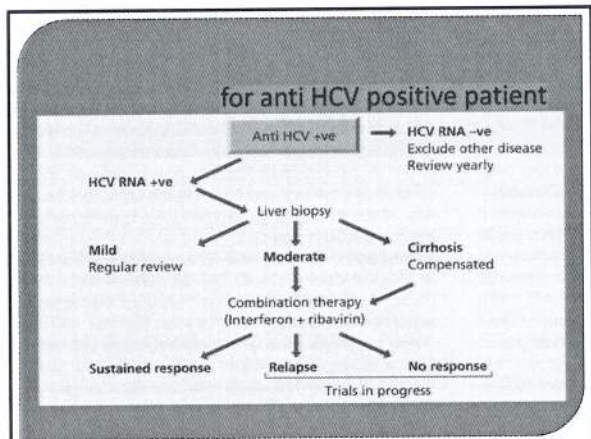 for anti HCV positive patient
Anti HCV +ve
HCV RNA –ve
Exclude other disease
Review yearly
HCV RNA +ve
Liver biopsy
Mild
Regular review
Moderate
Cirrhosis
Compensated
Combination therapy
(Interferon + ribavirin)
Sustained response
Relapse
No response
Trials in progress